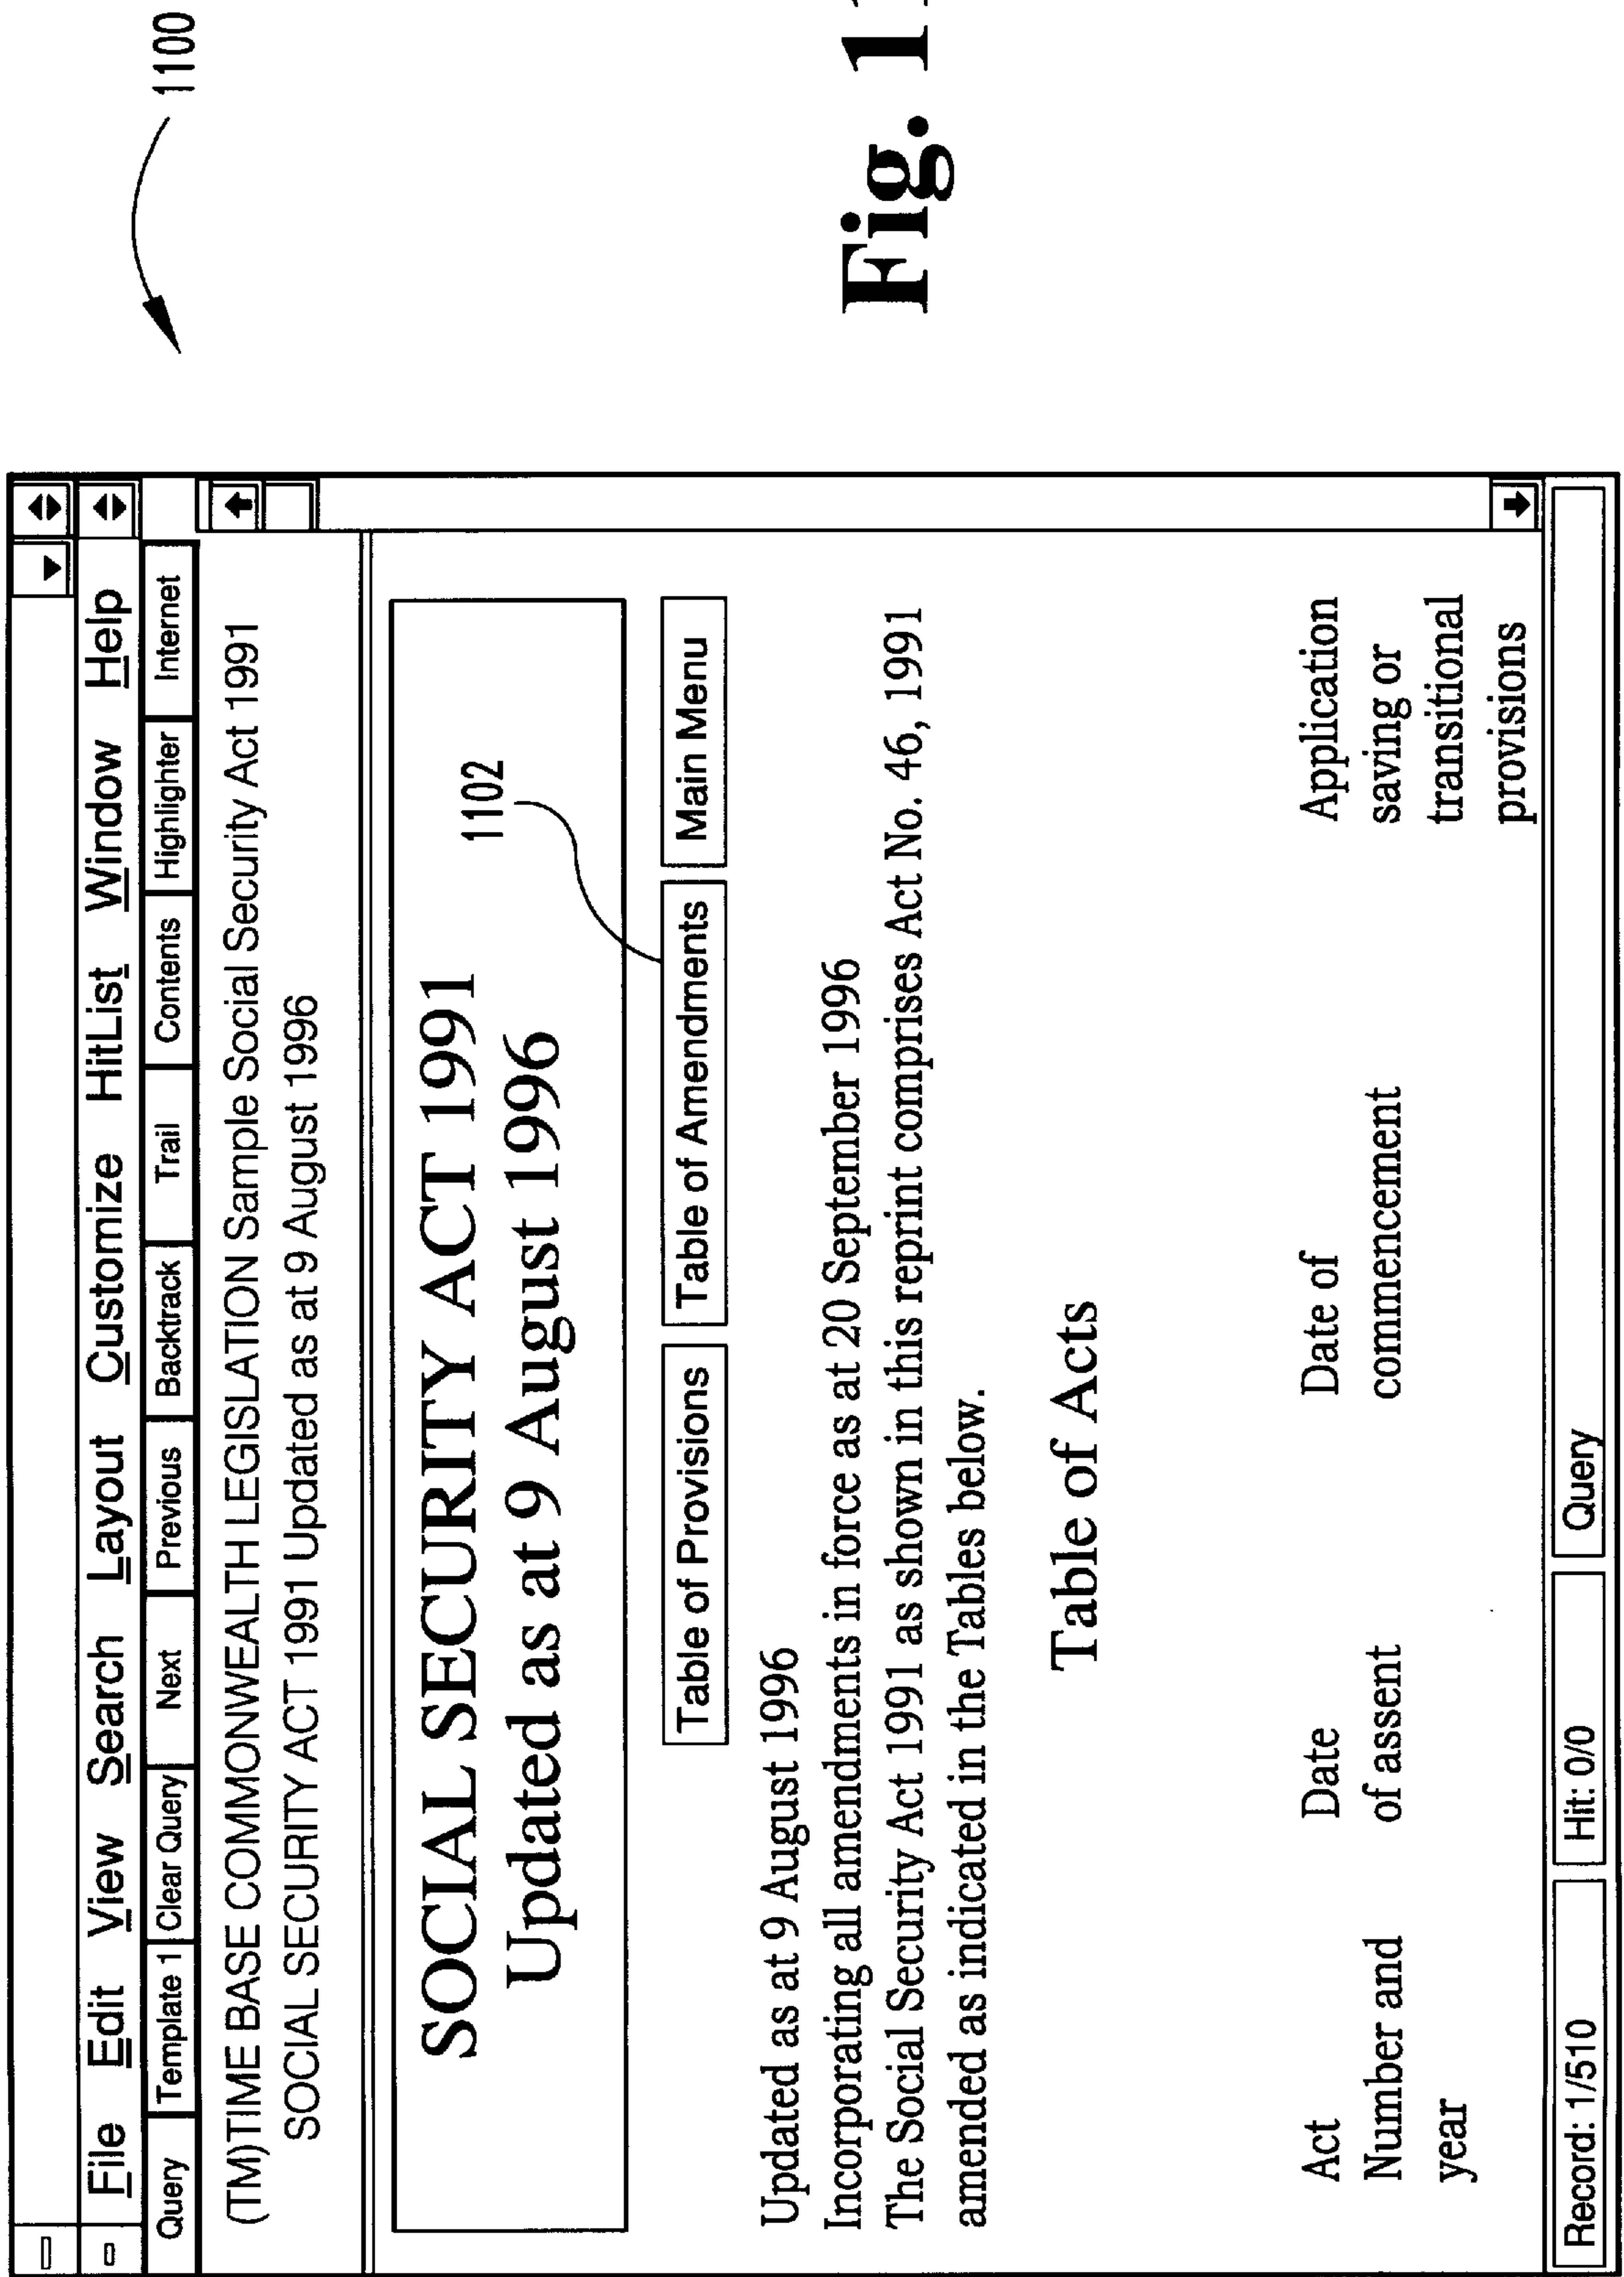 1100
File Edit View Search Layout Customize HitList Window Help
Query Template 1 Clear Query Next Previous Backtrack Trail Contents Highlighter Internet
(TM)TIME BASE COMMONWEALTH LEGISLATION Sample Social Security Act 1991
SOCIAL SECURITY ACT 1991 Updated as at 9 August 1996
SOCIAL SECURITY ACT 1991
Updated as at 9 August 1996
1102
Table of Provisions Table of Amendments Main Menu
Updated as at 9 August 1996
Incorporating all amendments in force as at 20 September 1996
The Social Security Act 1991 as shown in this reprint comprises Act No. 46, 1991
amended as indicated in the Tables below.
Table of Acts
Act Date Date of Application
Number and of assent commencement saving or
year transitional
provisions
Record: 1/510 Hit: 0/0 Query
Fig. 11